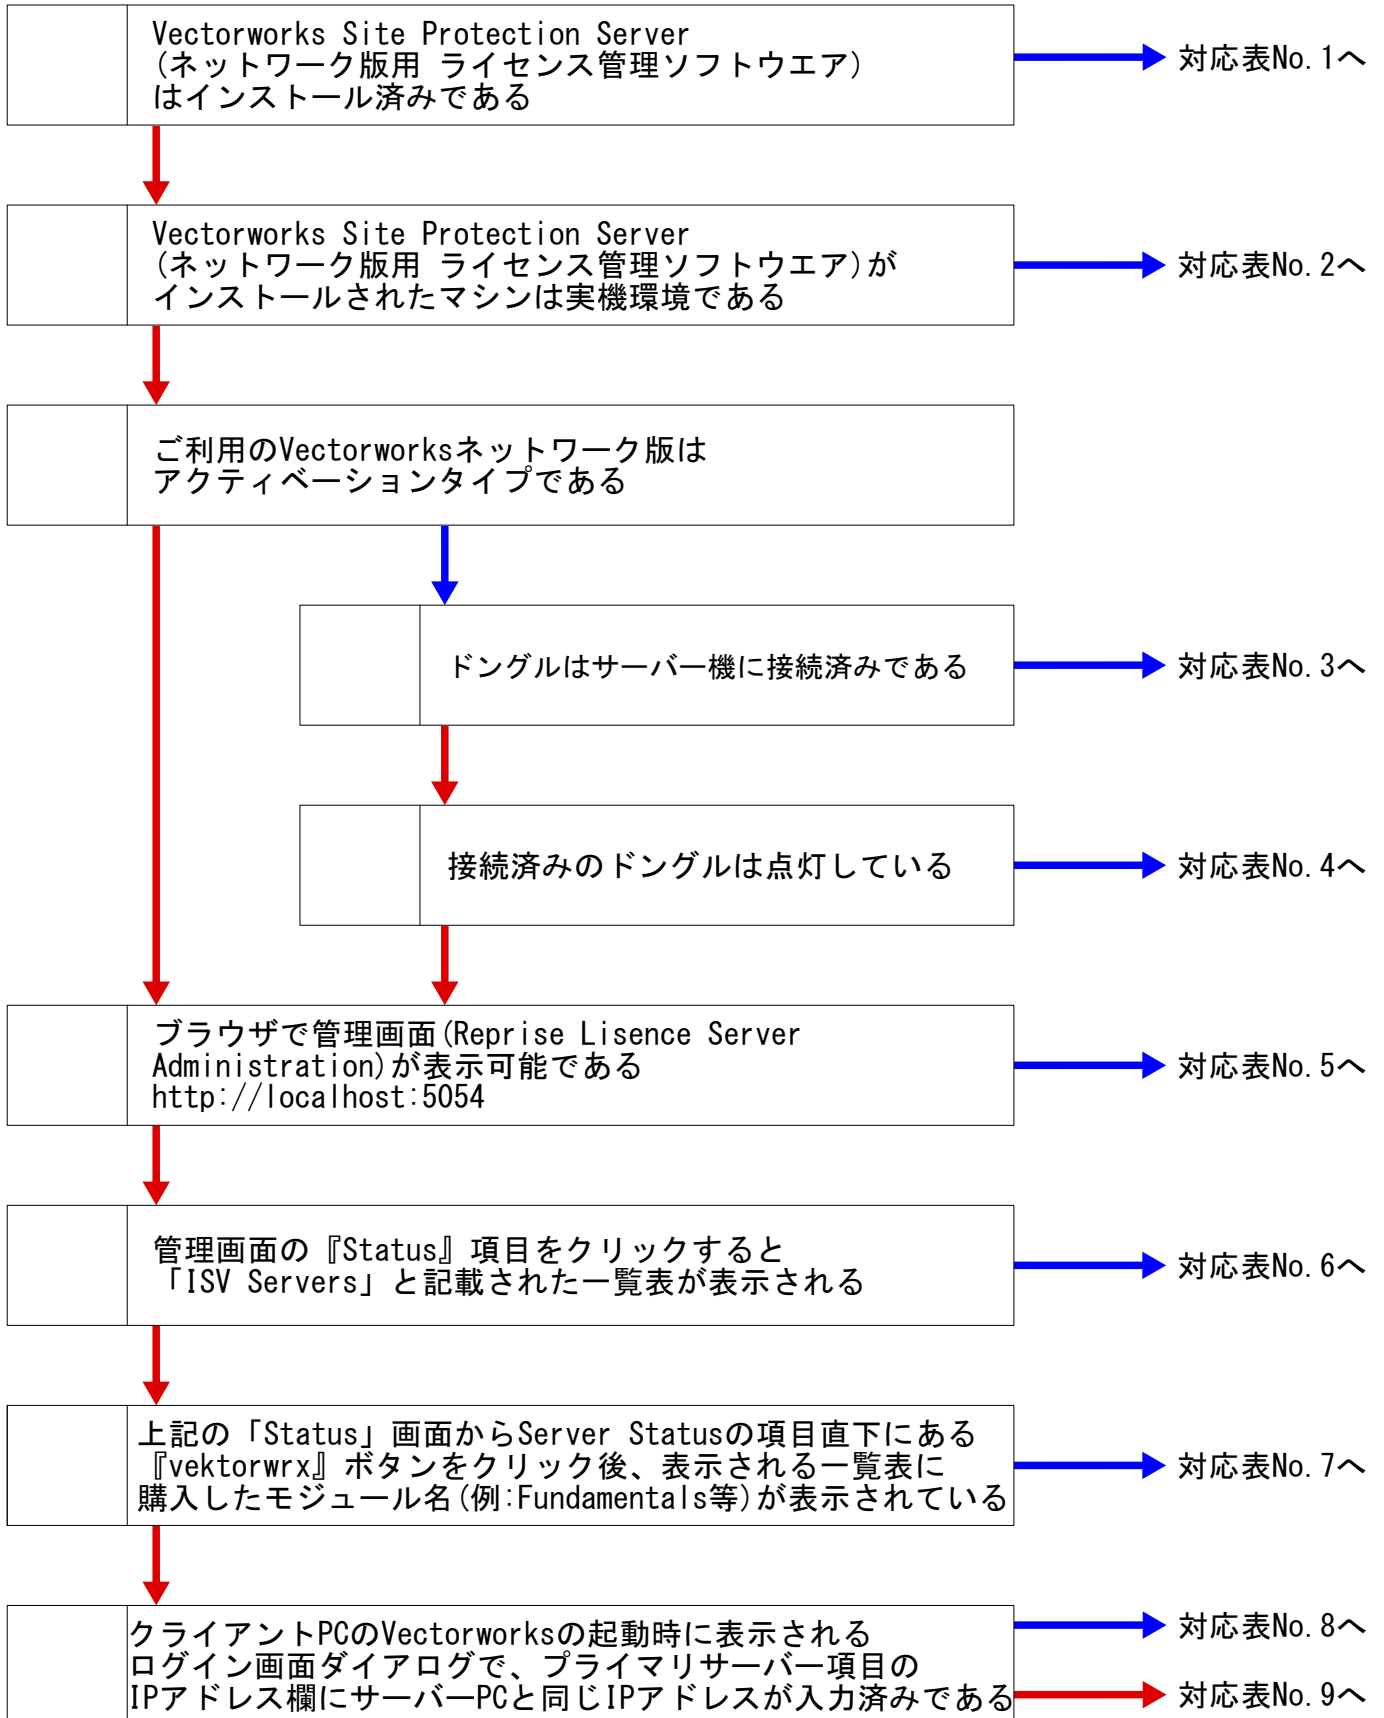 Vectorworks Site Protection Server
(ネットワーク版用 ライセンス管理ソフトウエア)
はインストール済みである
対応表No.1へ
Vectorworks Site Protection Server
(ネットワーク版用 ライセンス管理ソフトウエア)が
インストールされたマシンは実機環境である
対応表No.2へ
ご利用のVectorworksネットワーク版は
アクティベーションタイプである
ドングルはサーバー機に接続済みである
対応表No.3へ
接続済みのドングルは点灯している
対応表No.4へ
ブラウザで管理画面(Reprise Lisence Server
Administration)が表示可能である
http://localhost:5054
対応表No.5へ
管理画面の『Status』項目をクリックすると
「ISV Servers」と記載された一覧表が表示される
対応表No.6へ
上記の「Status」画面からServer Statusの項目直下にある
『vektorwrx』ボタンをクリック後、表示される一覧表に
購入したモジュール名(例:Fundamentals等)が表示されている
対応表No.7へ
クライアントPCのVectorworksの起動時に表示される
ログイン画面ダイアログで、プライマリサーバー項目の
IPアドレス欄にサーバーPCと同じIPアドレスが入力済みである
対応表No.8へ
対応表No.9へ